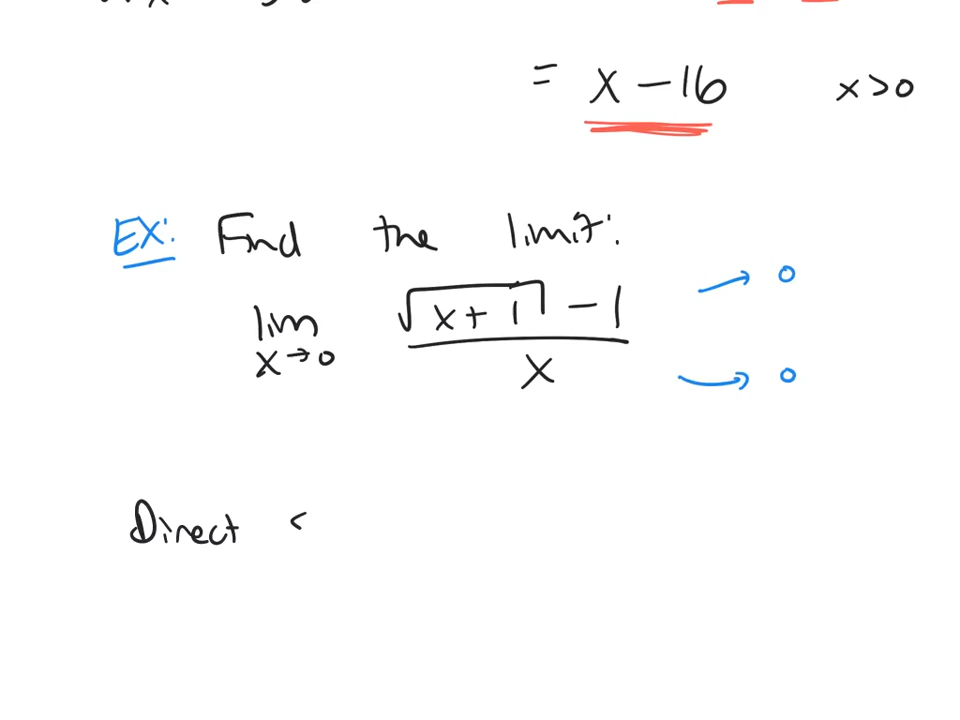 = x - 16 x > 0
EX: Find the limit:
lim x→0 (√(x+1) - 1)/x → 0 → 0
Direct